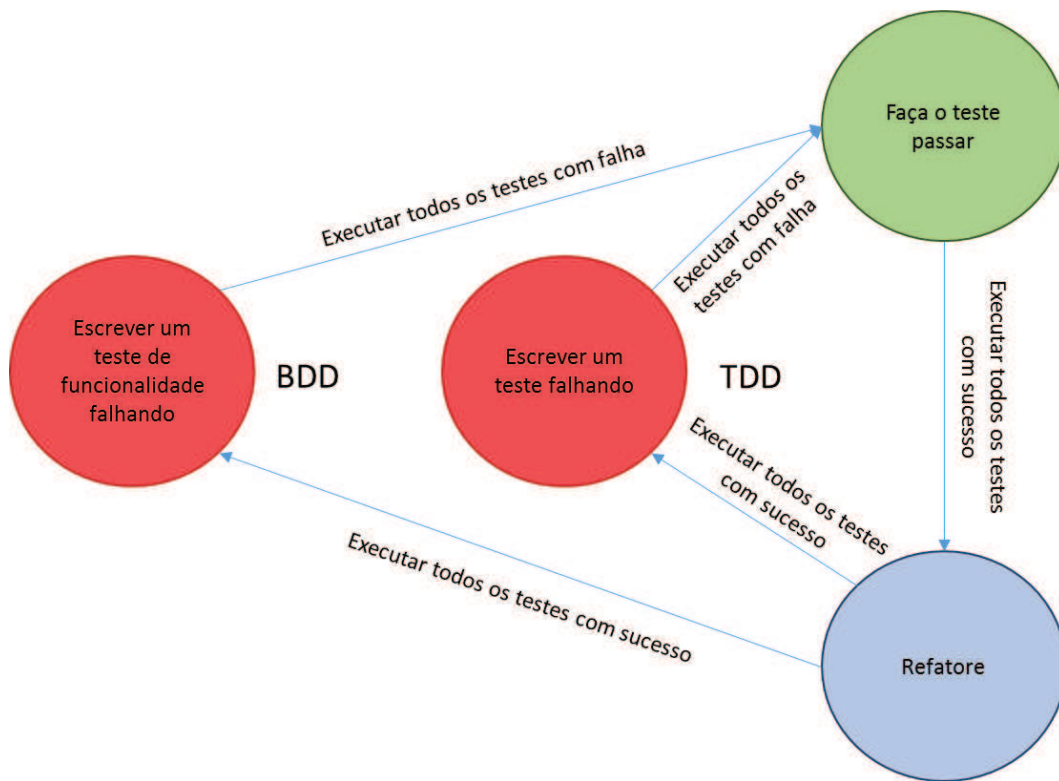 Faça o teste
passar
Executar todos os testes com falha
Executar todos os
testes com falha
Escrever um
teste de
funcionalidade
falhando
BDD
Escrever um
teste falhando
TDD
Executar todos os testes
com sucesso
Executar todos os testes
com sucesso
Executar todos os testes com sucesso
Refatore